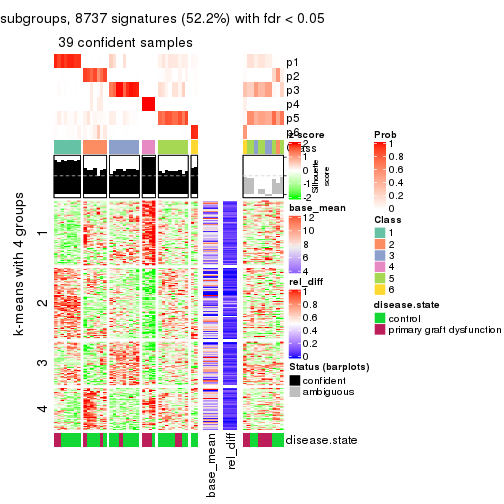 subgroups, 8737 signatures (52.2%) with fdr < 0.05
39 confident samples
p1
p2
p3
p4
p5
p6
Class
z-score
2
0
-2
Silhouette
score
k-means with 4 groups
1
2
3
4
base_mean
12
10
8
6
4
rel_diff
1
0.8
0.6
0.4
0.2
0
Status (barplots)
confident
ambiguous
Prob
1
0.8
0.6
0.4
0.2
0
Class
1
2
3
4
5
6
disease.state
control
primary graft dysfunction
disease.state
base_mean
rel_diff